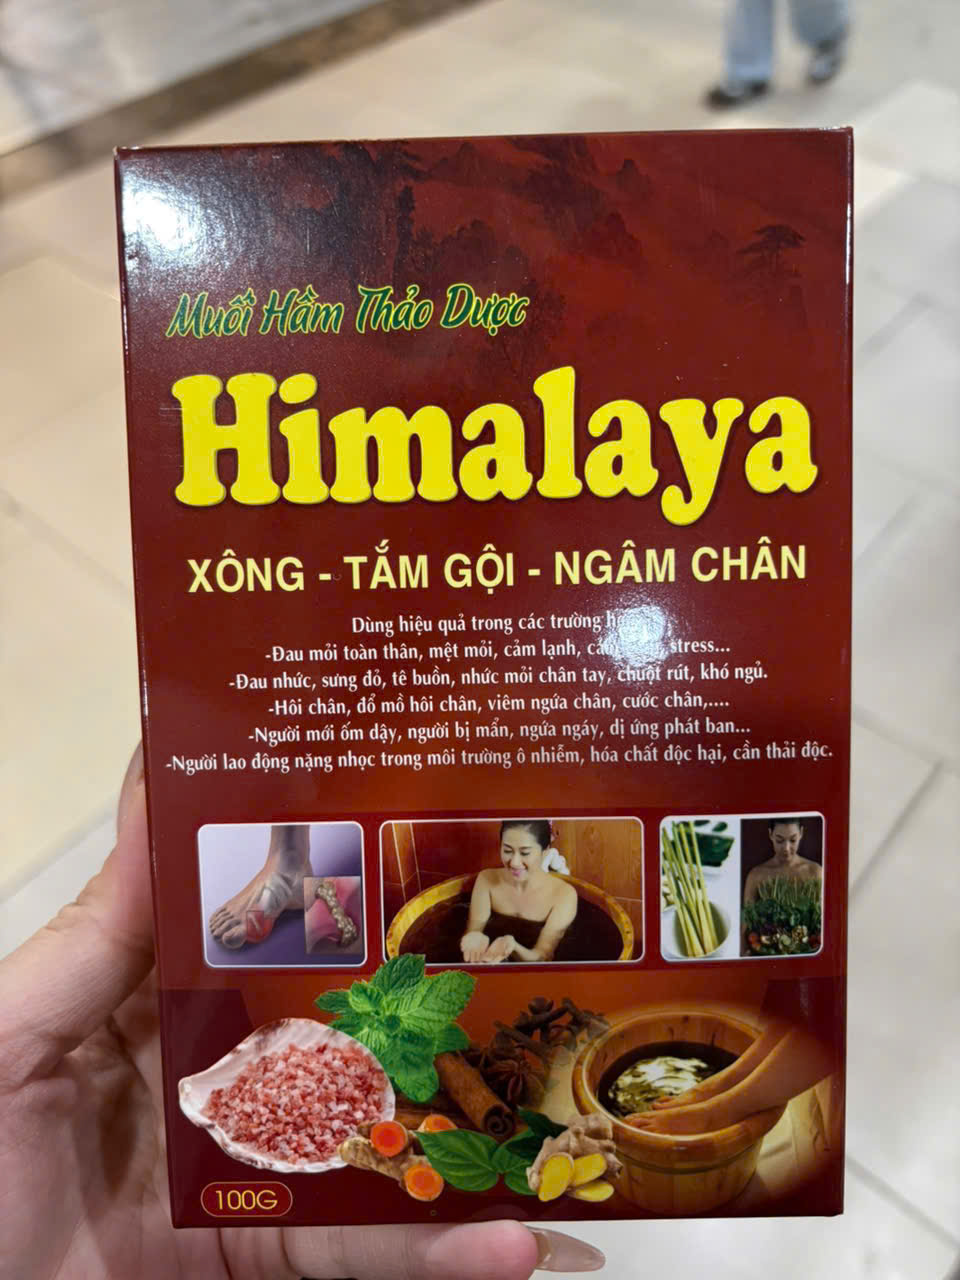 Muối Hầm Thảo Dược
Himalaya
XÔNG - TẮM GỘI - NGÂM CHÂN
Dùng hiệu quả trong các trường
-Đau mỏi toàn thân, mệt mỏi, cảm lạnh, stress...
-Đau nhức, sưng đỏ, tê buồn, nhức mỏi chân tay, chuột rút, khó ngủ.
-Hôi chân, đổ mồ hôi chân, viêm ngứa chân, cước chân,....
-Người mới ốm dậy, người bị mẩn, ngứa ngáy, dị ứng phát ban...
-Người lao động nặng nhọc trong môi trường ô nhiễm, hóa chất độc hại, cần thải độc.
100G